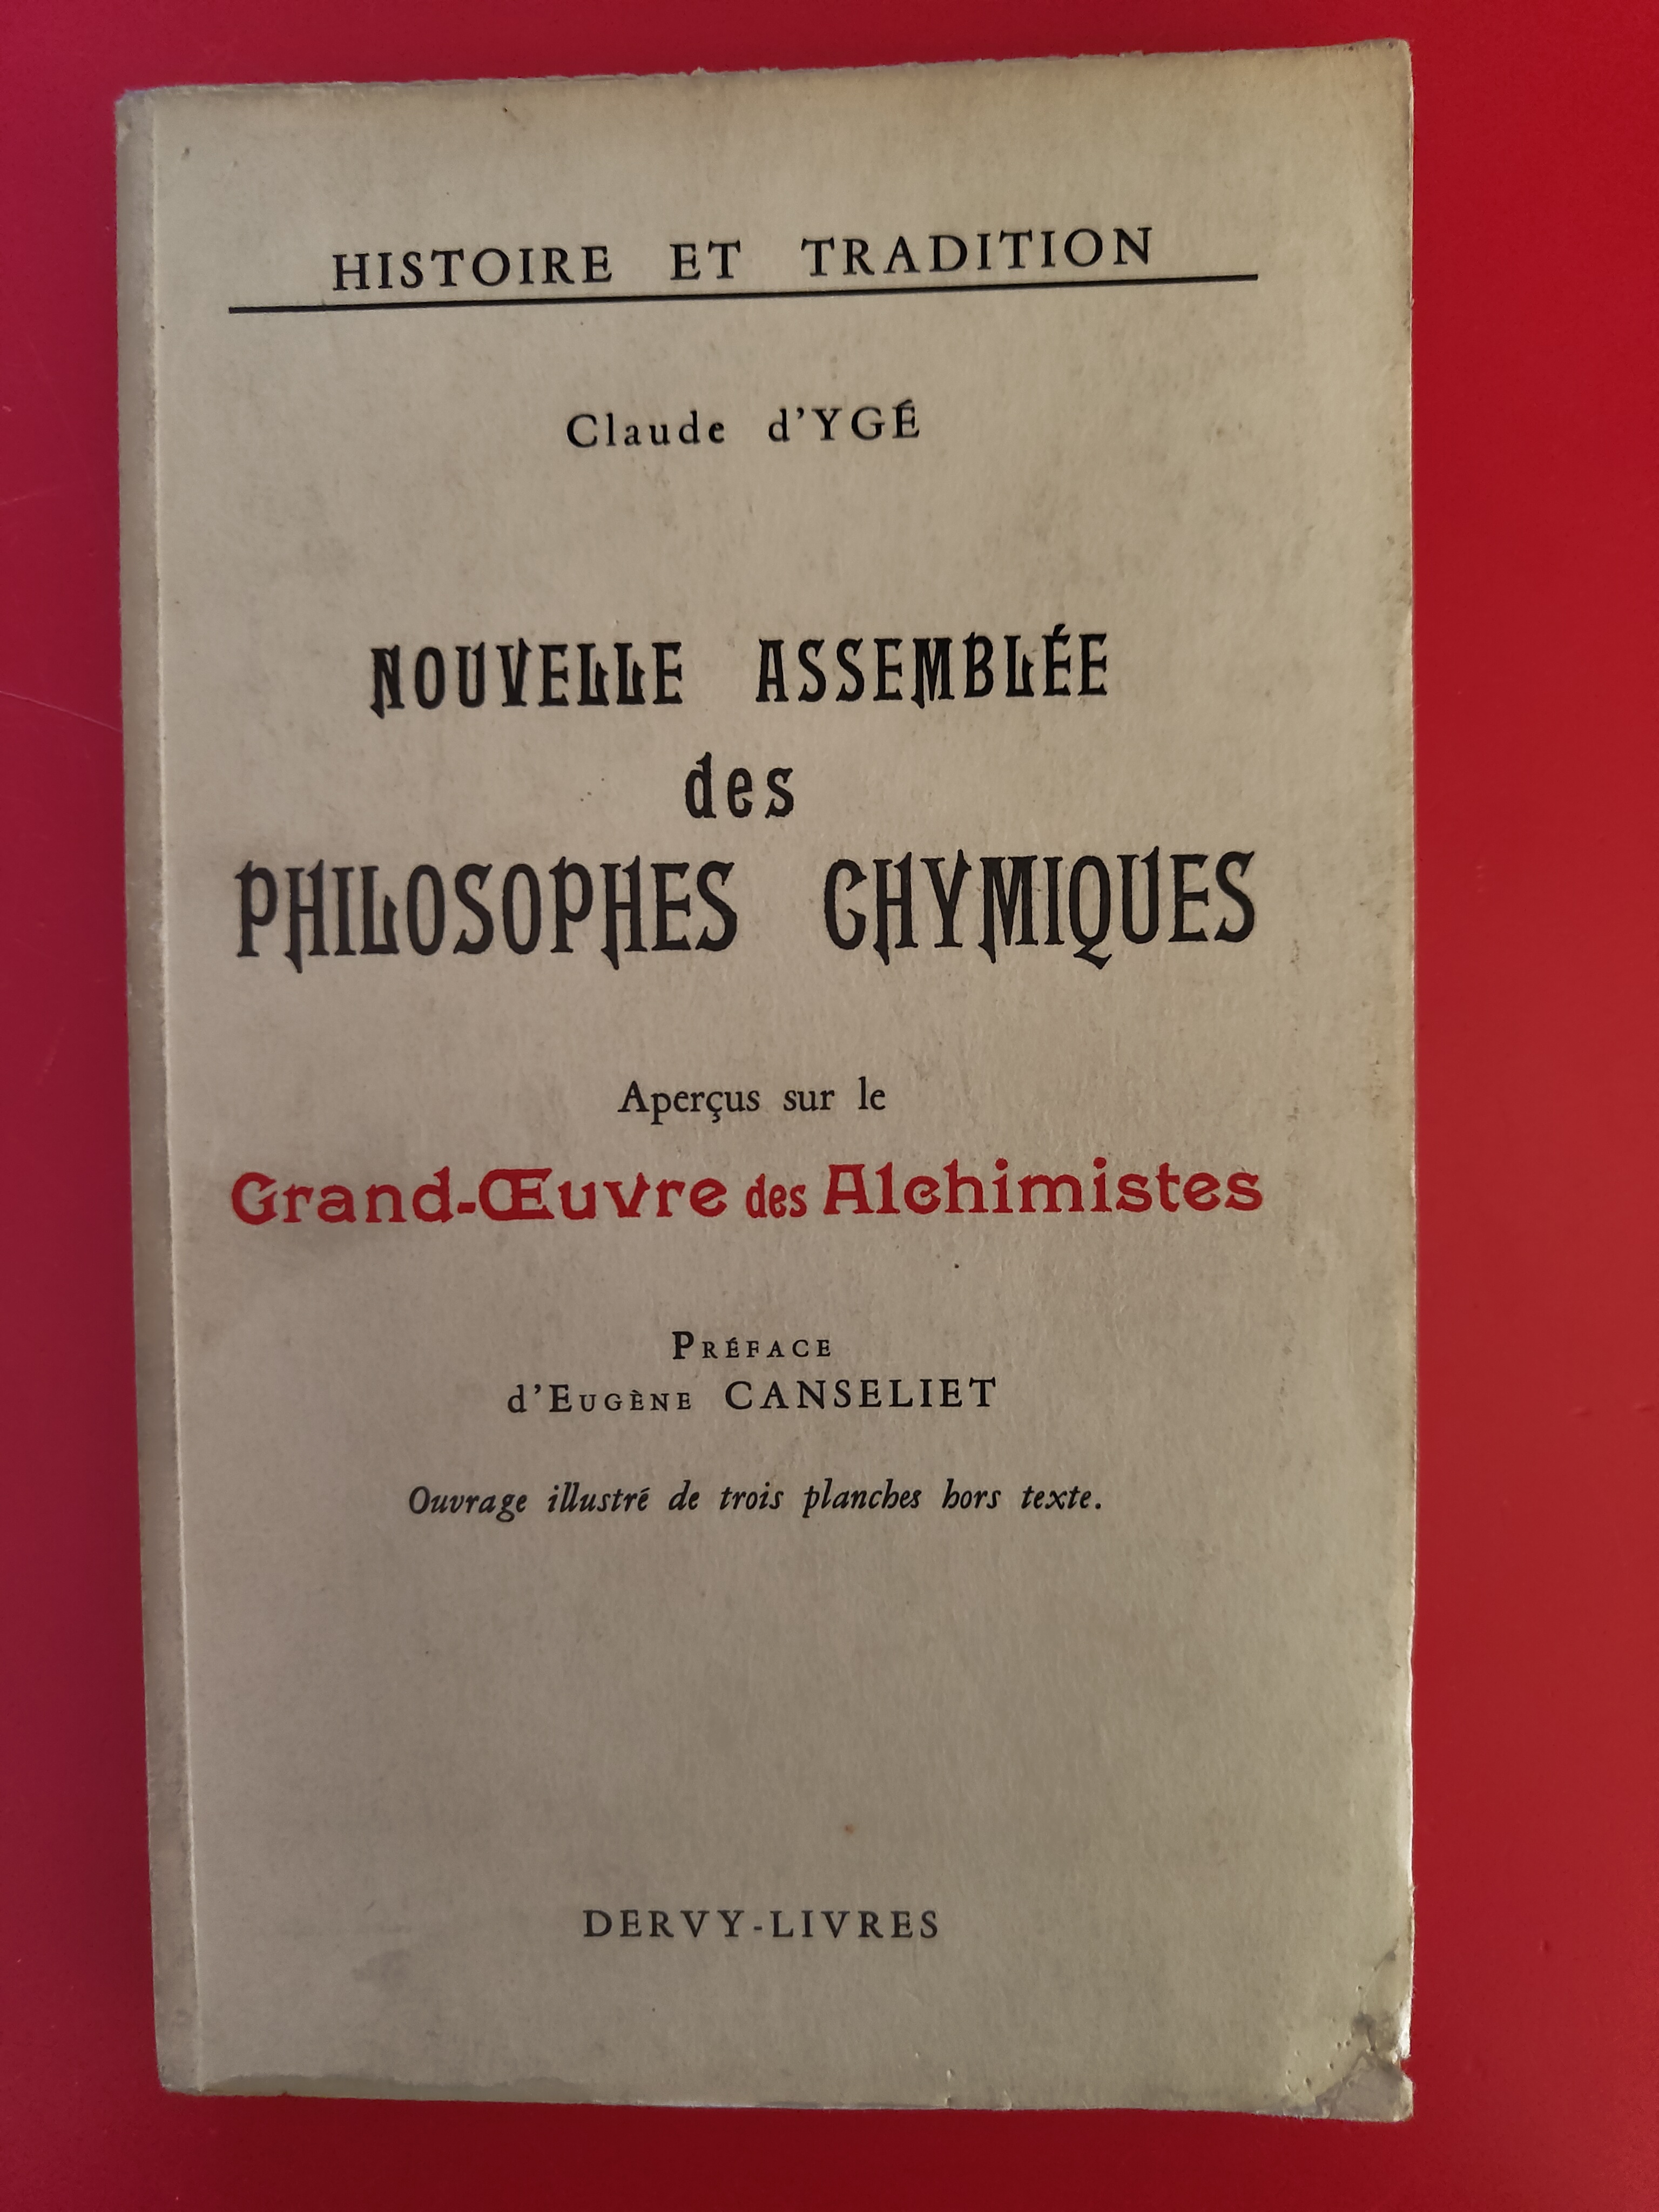 HISTOIRE ET TRADITION
Claude d'YGÉ
NOUVELLE ASSEMBLÉE
des
PHILOSOPHES CHYMIQUES
Aperçus sur le
Grand-Œuvre des Alchimistes
PRÉFACE
d'EUGÈNE CANSELIET
Ouvrage illustré de trois planches hors texte.
DERVY-LIVRES